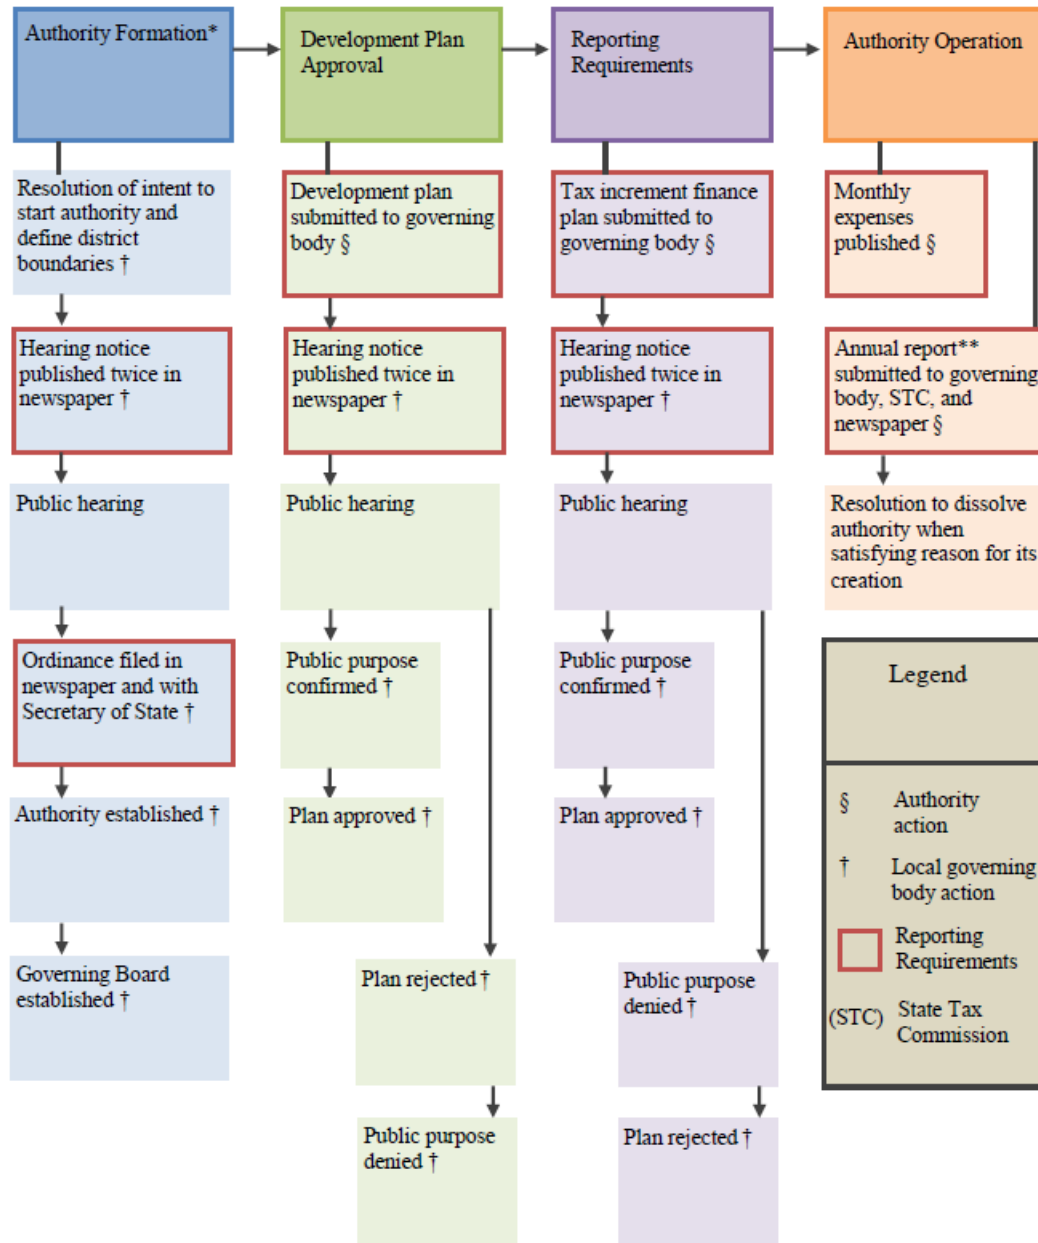 Authority Formation*
Development Plan
Approval
Reporting
Requirements
Authority Operation
Resolution of intent to
start authority and
define district
boundaries †
Hearing notice
published twice in
newspaper †
Public hearing
Ordinance filed in
newspaper and with
Secretary of State †
Authority established †
Governing Board
established †
Development plan
submitted to governing
body §
Hearing notice
published twice in
newspaper †
Public hearing
Public purpose
confirmed †
Plan approved †
Plan rejected †
Public purpose
denied †
Tax increment finance
plan submitted to
governing body §
Hearing notice
published twice in
newspaper †
Public hearing
Public purpose
confirmed †
Plan approved †
Public purpose
denied †
Plan rejected †
Monthly
expenses
published §
Annual report**
submitted to governing
body, STC, and
newspaper §
Resolution to dissolve
authority when
satisfying reason for its
creation
Legend
§ Authority
action
† Local governing
body action
Reporting
Requirements
(STC) State Tax
Commission